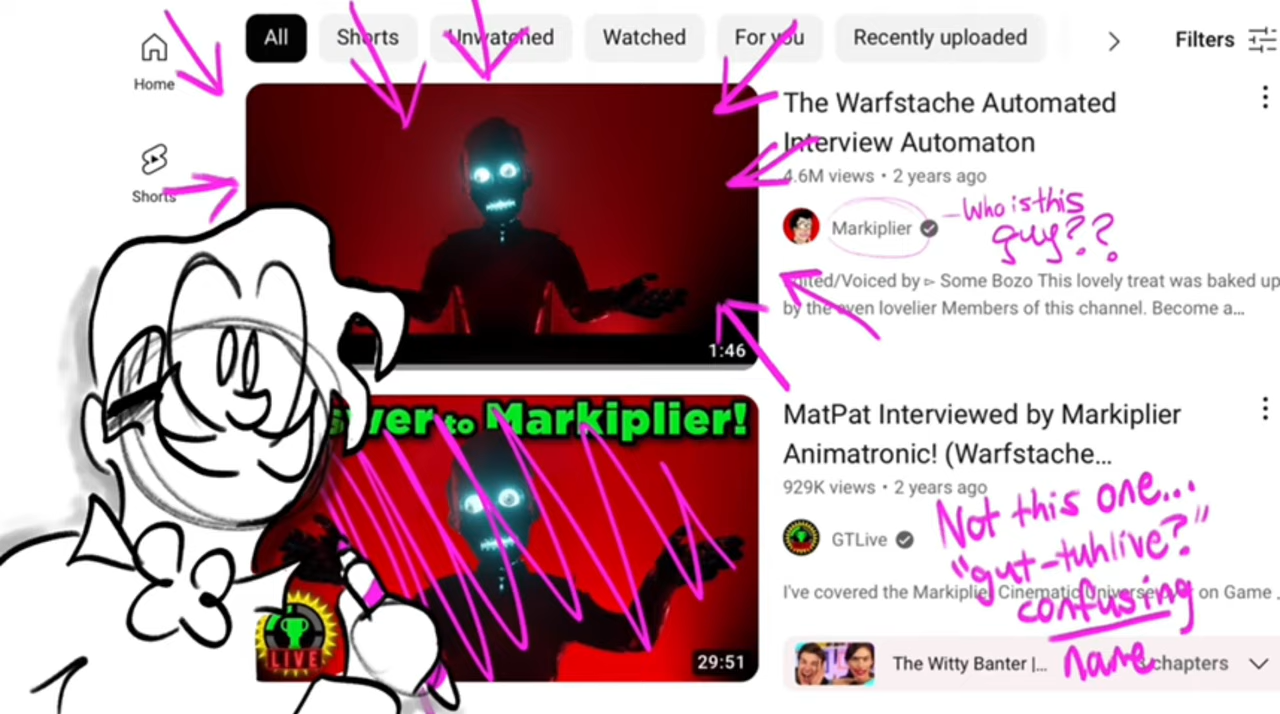 All
Shorts
Unwatched
Watched
For you
Recently uploaded
Filters
Home
Shorts
The Warfstache Automated
Interview Automaton
4.6M views • 2 years ago
Markiplier
Who is this
guy??
Edited/Voiced by ▻ Some Bozo This lovely treat was baked up
by the even lovelier Members of this channel. Become a...
1:46
to Markiplier!
MatPat Interviewed by Markiplier
Animatronic! (Warfstache...
929K views • 2 years ago
GTLive
Not this one...
"gut-tuhlive?"
confusing
name
I've covered the Markiplier Cinematic Universe on Game
LIVE
29:51
The Witty Banter |...
chapters